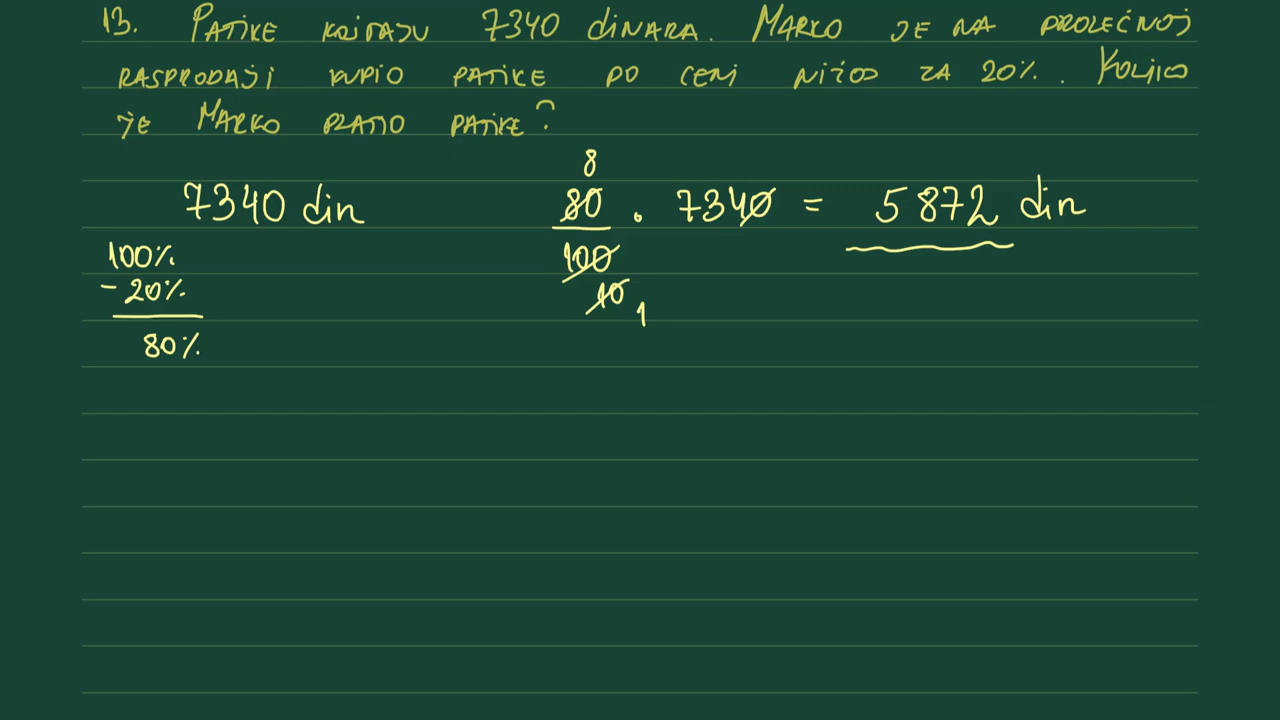 13. PATIKE KOŠTAJU 7340 DINARA. MARKO JE NA PROLEĆNOJ
RASPRODAJI KUPIO PATIKE PO CENI NIŽOJ ZA 20%. KOLIKO
JE MARKO PLATIO PATIKE?
8
7340 din 80 . 7340 = 5872 din
100% 100
- 20% 10 1
80%